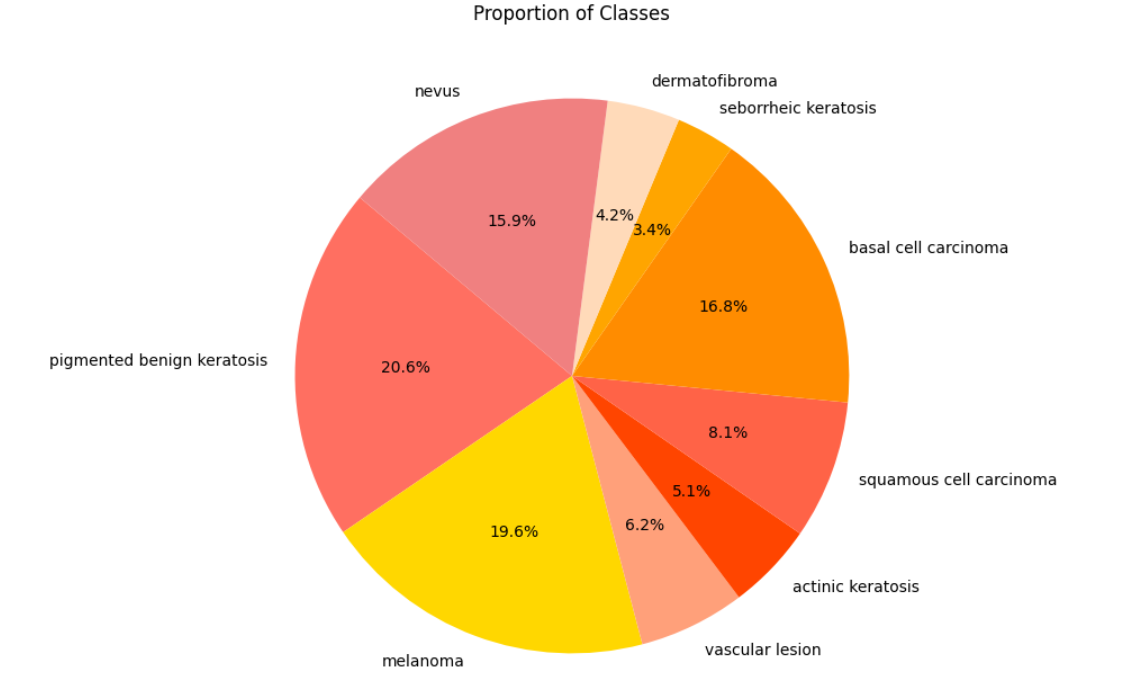 Proportion of Classes
dermatofibroma
nevus
seborrheic keratosis
4.2%
15.9%
3.4%
basal cell carcinoma
16.8%
pigmented benign keratosis
20.6%
8.1%
squamous cell carcinoma
5.1%
6.2%
19.6%
actinic keratosis
vascular lesion
melanoma